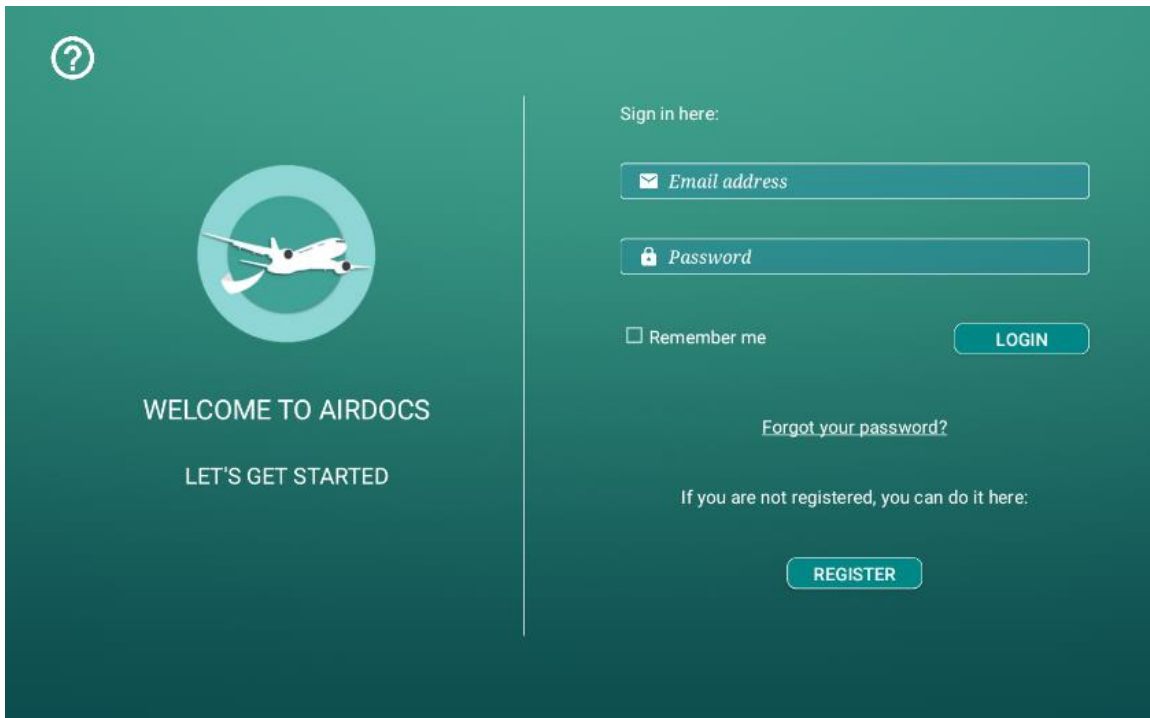 WELCOME TO AIRDOCS
LET'S GET STARTED
Sign in here:
Email address
Password
Remember me
LOGIN
Forgot your password?
If you are not registered, you can do it here:
REGISTER